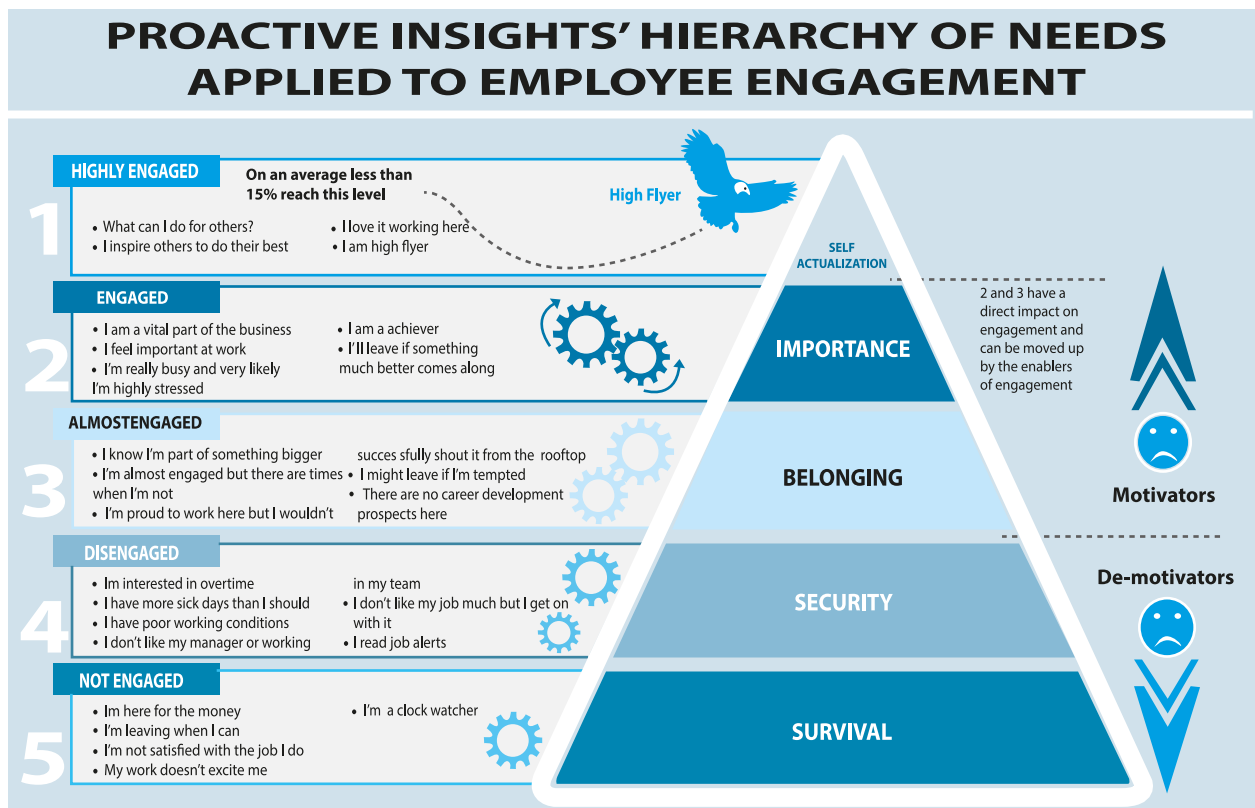 PROACTIVE INSIGHTS' HIERARCHY OF NEEDS
APPLIED TO EMPLOYEE ENGAGEMENT
1
HIGHLY ENGAGED
On an average less than
15% reach this level
• What can I do for others?
• I inspire others to do their best
• I love it working here
• I am high flyer
High Flyer
SELF
ACTUALIZATION
2
ENGAGED
• I am a vital part of the business
• I feel important at work
• I'm really busy and very likely
I'm highly stressed
• I am a achiever
• I'll leave if something
much better comes along
IMPORTANCE
2 and 3 have a
direct impact on
engagement and
can be moved up
by the enablers
of engagement
3
ALMOSTENGAGED
• I know I'm part of something bigger
• I'm almost engaged but there are times
when I'm not
• I'm proud to work here but I wouldn't
succes sfully shout it from the rooftop
• I might leave if I'm tempted
• There are no career development
prospects here
BELONGING
Motivators
4
DISENGAGED
• Im interested in overtime
• I have more sick days than I should
• I have poor working conditions
• I don't like my manager or working
in my team
• I don't like my job much but I get on
with it
• I read job alerts
SECURITY
De-motivators
5
NOT ENGAGED
• Im here for the money
• I'm leaving when I can
• I'm not satisfied with the job I do
• My work doesn't excite me
• I'm a clock watcher
SURVIVAL